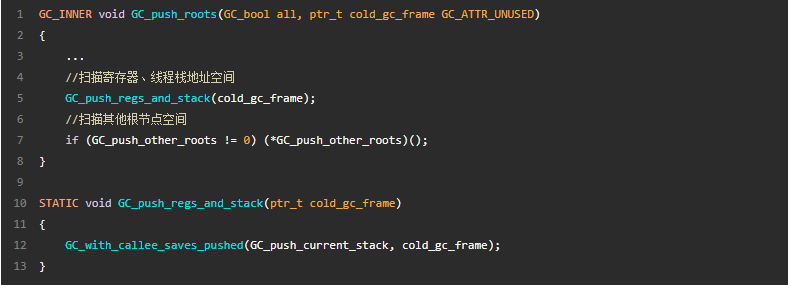 1 GC_INNER void GC_push_roots(GC_bool all, ptr_t cold_gc_frame GC_ATTR_UNUSED)
2 {
3     ...
4     //扫描寄存器、线程栈地址空间
5     GC_push_regs_and_stack(cold_gc_frame);
6     //扫描其他根节点空间
7     if (GC_push_other_roots != 0) (*GC_push_other_roots)();
8 }
9
10 STATIC void GC_push_regs_and_stack(ptr_t cold_gc_frame)
11 {
12     GC_with_callee_saves_pushed(GC_push_current_stack, cold_gc_frame);
13 }